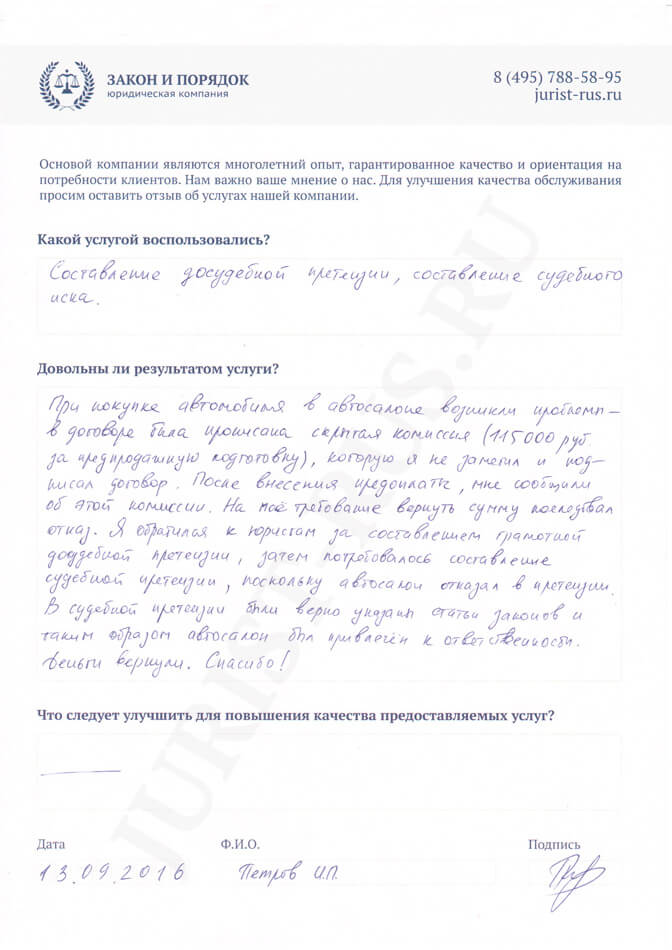 ЗАКОН И ПОРЯДОК
юридическая компания
8 (495) 788-58-95
jurist-rus.ru
Основой компании являются многолетний опыт, гарантированное качество и ориентация на
потребности клиентов. Нам важно ваше мнение о нас. Для улучшения качества обслуживания
просим оставить отзыв об услугах нашей компании.
Какой услугой воспользовались?
Составление досудебной претензии, составление судебного
иска.
Довольны ли результатом услуги?
При покупке автомобиля в автосалоне возникли проблемы –
в договоре была прописана скрытая комиссия (115 000 руб.
за предпродажную подготовку), которую я не заметил и под-
писал договор. После внесения предоплаты, мне сообщили
об этой комиссии. На моё требование вернуть сумму последовал
отказ. Я обратился к юристам за составлением грамотной
досудебной претензии, затем потребовалось составление
судебной претензии, поскольку автосалон отказал в претензии.
В судебной претензии были верно указаны статьи законов и
таким образом автосалон был привлечён к ответственности.
Деньги вернули. Спасибо!
Что следует улучшить для повышения качества предоставляемых услуг?
Дата
Ф.И.О.
Подпись
13.09.2016
Петров И.П.
JURIST-RUS.RU